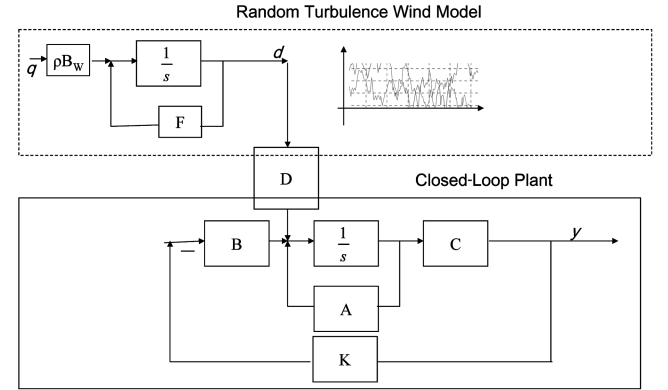 Random Turbulence Wind Model
q
ρB_W
1
s
d
F
D
Closed-Loop Plant
B
1
s
C
y
–
A
K